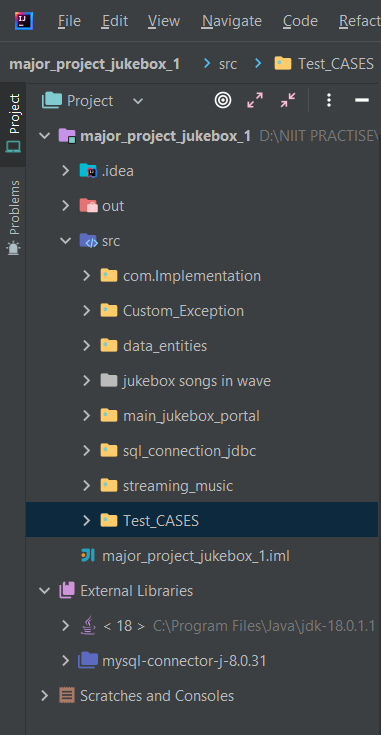 File Edit View Navigate Code Refact
major_project_jukebox_1 src Test_CASES
Project
Project
Problems
major_project_jukebox_1 D:\NIIT PRACTISE\
.idea
out
src
com.Implementation
Custom_Exception
data_entities
jukebox songs in wave
main_jukebox_portal
sql_connection_jdbc
streaming_music
Test_CASES
major_project_jukebox_1.iml
External Libraries
< 18 > C:\Program Files\Java\jdk-18.0.1.1
mysql-connector-j-8.0.31
Scratches and Consoles